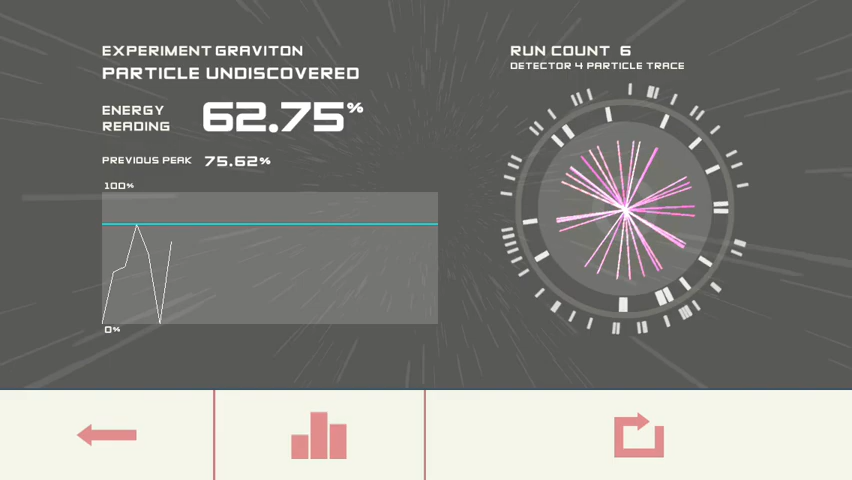 EXPERIMENT GRAVITON
PARTICLE UNDISCOVERED
ENERGY READING 62.75%
PREVIOUS PEAK 75.62%
100%
0%
RUN COUNT 6
DETECTOR 4 PARTICLE TRACE